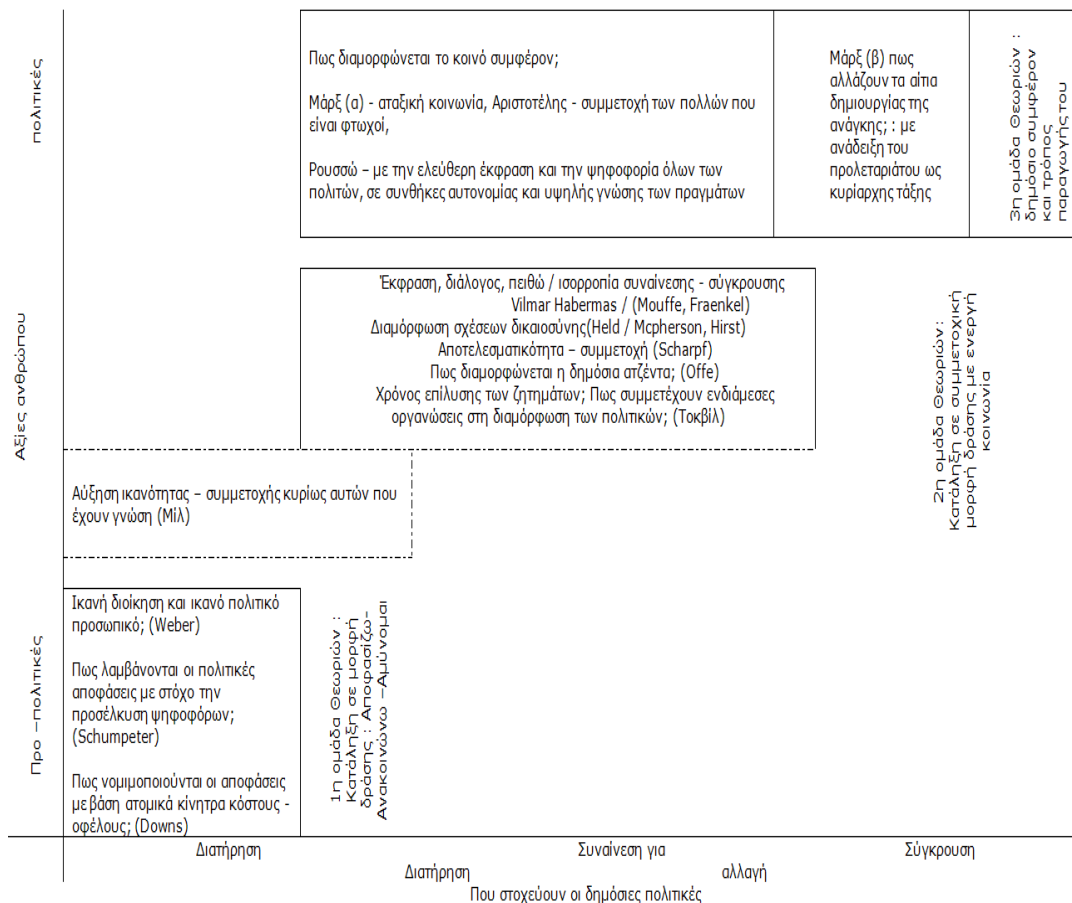 πολιτικές
Πως διαμορφώνεται το κοινό συμφέρον;
Μάρξ (α) - αταξική κοινωνία, Αριστοτέλης - συμμετοχή των πολλών που
είναι φτωχοί,
Ρουσσώ – με την ελεύθερη έκφραση και την ψηφοφορία όλων των
πολιτών, σε συνθήκες αυτονομίας και υψηλής γνώσης των πραγμάτων
Μάρξ (β) πως
αλλάζουν τα αίτια
δημιουργίας της
ανάγκης; : με
ανάδειξη του
προλεταριάτου ως
κυρίαρχης τάξης
3η ομάδα Θεωριών :
δημόσιο συμφέρον
και τρόπος
παραγωγής του
Αξίες ανθρώπου
Έκφραση, διάλογος, πειθώ / ισορροπία συναίνεσης - σύγκρουσης
Vilmar Habermas / (Mouffe, Fraenkel)
Διαμόρφωση σχέσεων δικαιοσύνης(Held / Mcpherson, Hirst)
Αποτελεσματικότητα – συμμετοχή (Scharpf)
Πως διαμορφώνεται η δημόσια ατζέντα; (Offe)
Χρόνος επίλυσης των ζητημάτων; Πως συμμετέχουν ενδιάμεσες
οργανώσεις στη διαμόρφωση των πολιτικών; (Τοκβίλ)
2η ομάδα Θεωριών:
Κατάληξη σε συμμετοχική
μορφή δράσης με ενεργή
κοινωνία
Αύξηση ικανότητας – συμμετοχής κυρίως αυτών που
έχουν γνώση (Μίλ)
Προ –πολιτικές
Ικανή διοίκηση και ικανό πολιτικό
προσωπικό; (Weber)
Πως λαμβάνονται οι πολιτικές
αποφάσεις με στόχο την
προσέλκυση ψηφοφόρων;
(Schumpeter)
Πως νομιμοποιούνται οι αποφάσεις
με βάση ατομικά κίνητρα κόστους -
οφέλους; (Downs)
1η ομάδα Θεωριών :
Κατάληξη σε μορφή
δράσης : Αποφασίζω–
Ανακοινώνω –Αμύνομαι
Διατήρηση Συναίνεση για Σύγκρουση
Διατήρηση αλλαγή
Που στοχεύουν οι δημόσιες πολιτικές